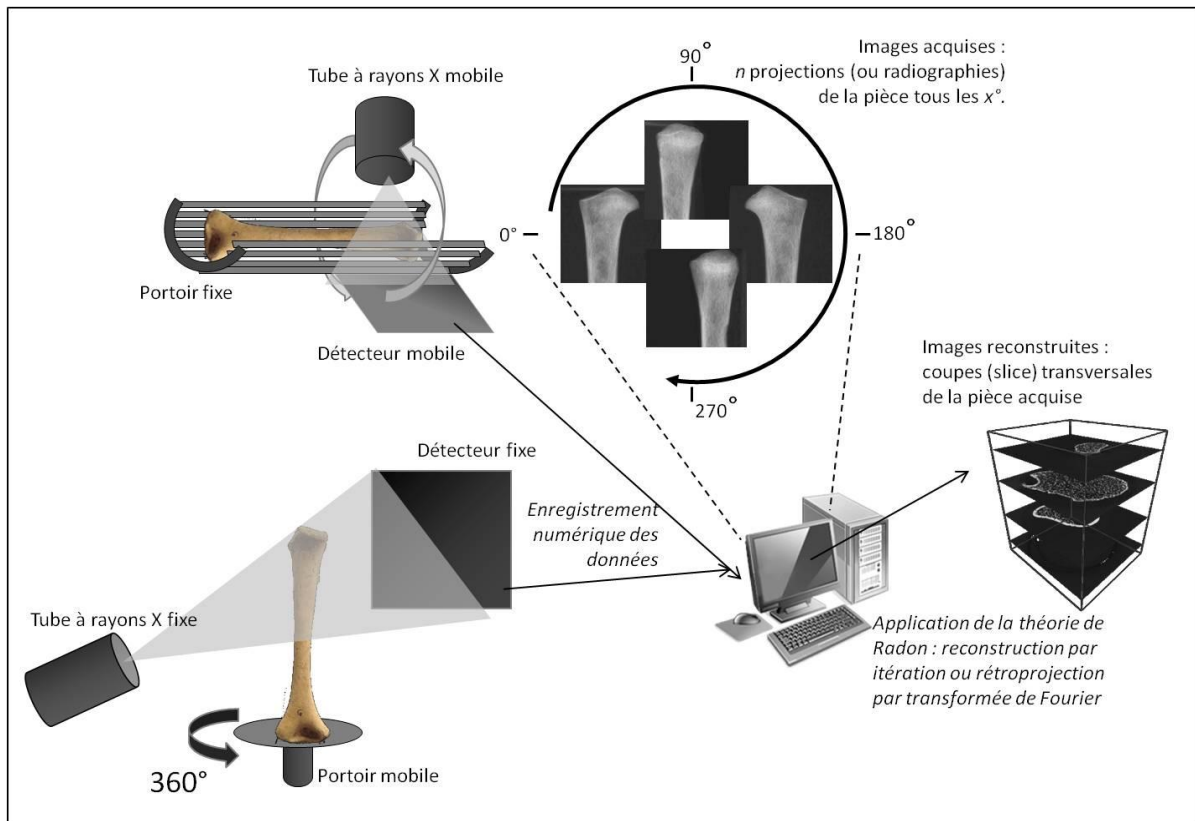 Tube à rayons X mobile
Portoir fixe
Détecteur mobile
Images acquises :
n projections (ou radiographies)
de la pièce tous les x°.
90°
0°
180°
270°
Détecteur fixe
Enregistrement
numérique des
données
Tube à rayons X fixe
360°
Portoir mobile
Images reconstruites :
coupes (slice) transversales
de la pièce acquise
Application de la théorie de
Radon : reconstruction par
itération ou rétroprojection
par transformée de Fourier